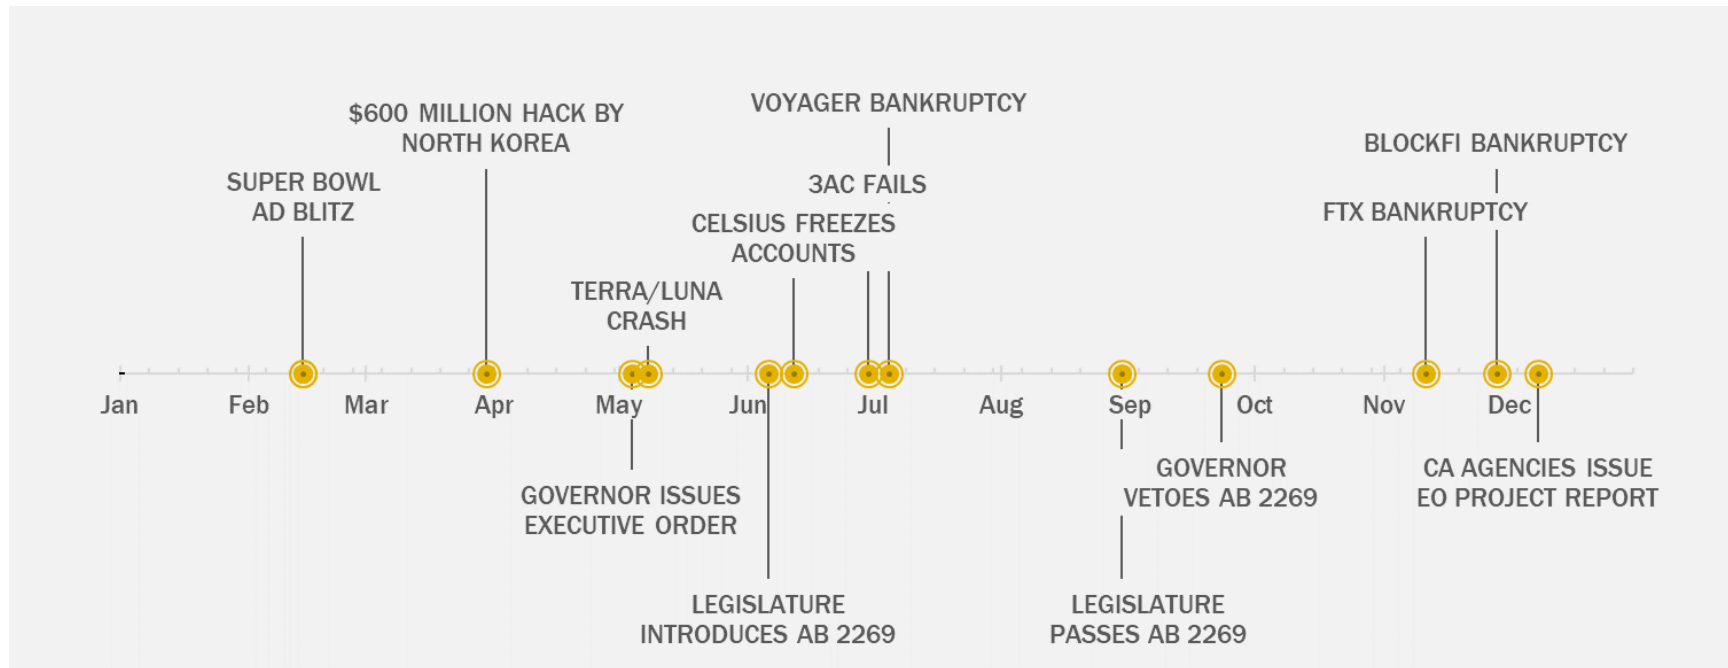 VOYAGER BANKRUPTCY
$600 MILLION HACK BY
NORTH KOREA
BLOCKFI BANKRUPTCY
SUPER BOWL
AD BLITZ
3AC FAILS
FTX BANKRUPTCY
CELSIUS FREEZES
ACCOUNTS
TERRA/LUNA
CRASH
Jan
Feb
Mar
Apr
May
Jun
Jul
Aug
Sep
Oct
Nov
Dec
GOVERNOR
VETOES AB 2269
CA AGENCIES ISSUE
EO PROJECT REPORT
GOVERNOR ISSUES
EXECUTIVE ORDER
LEGISLATURE
INTRODUCES AB 2269
LEGISLATURE
PASSES AB 2269